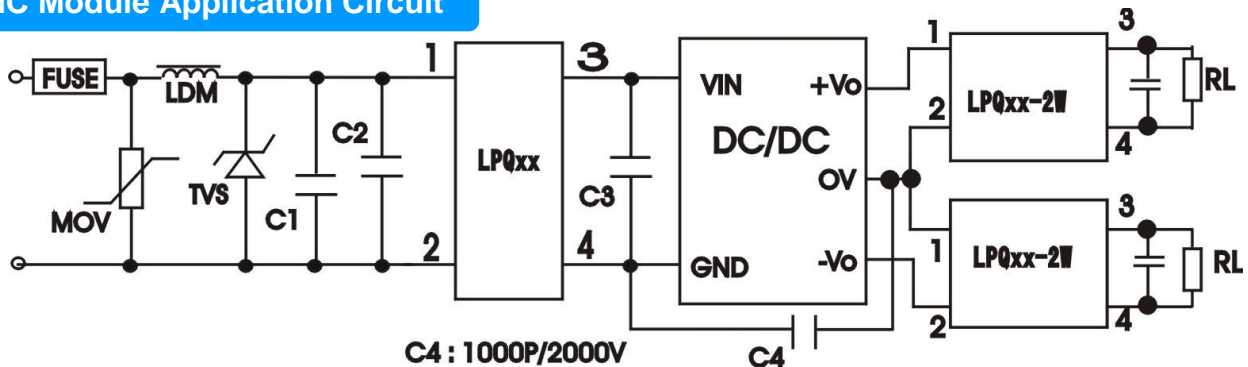 Module Application Circuit
FUSE
LDM
MOV
TVS
C1
C2
1
2
LPQxx
3
4
C3
VIN
GND
DC/DC
+Vo
0V
-Vo
C4
C4 : 1000P/2000V
1
2
LPQxx-2W
3
4
RL
1
2
LPQxx-2W
3
4
RL